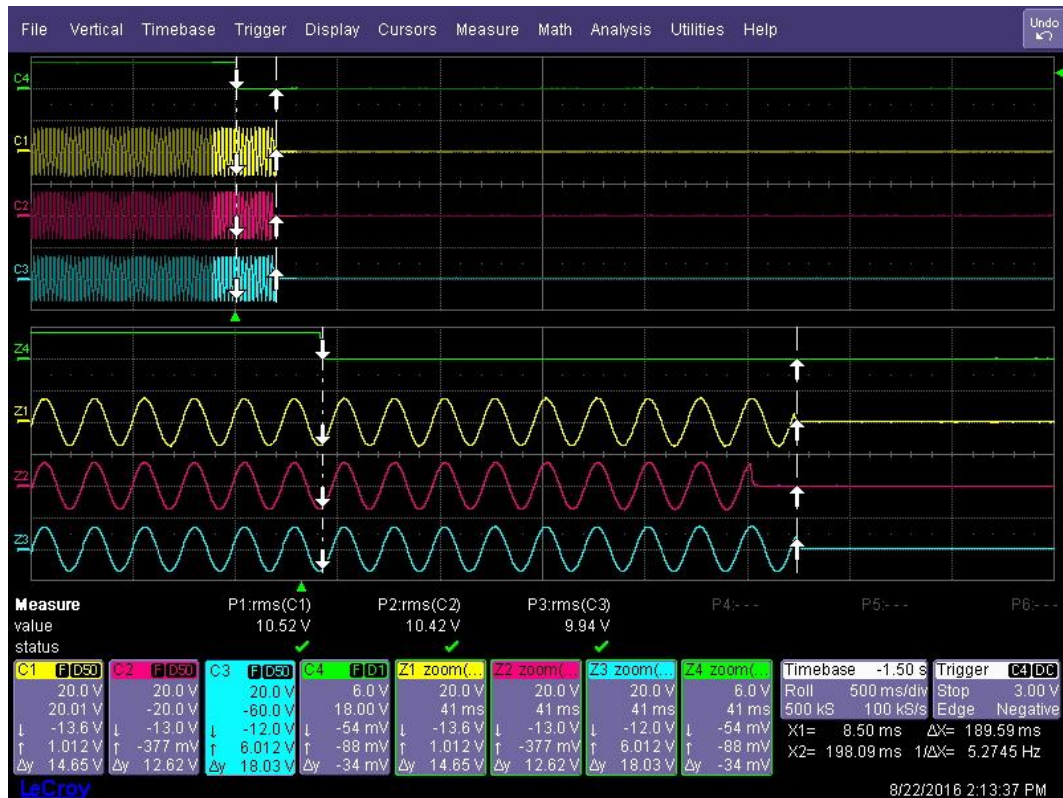 File Vertical Timebase Trigger Display Cursors Measure Math Analysis Utilities Help Undo
C4
C1
C2
C3
Z4
Z1
Z2
Z3
Measure P1:rms(C1) P2:rms(C2) P3:rms(C3) P4:--- P5:--- P6:---
value 10.52 V 10.42 V 9.94 V
status
C1 F D50 C2 F D50 C3 F D50 C4 F D1 Z1 zoom(... Z2 zoom(... Z3 zoom(... Z4 zoom(... Timebase -1.50 s Trigger C4 DC
20.0 V 20.0 V 20.0 V 6.0 V 20.0 V 20.0 V 20.0 V 6.0 V Roll 500 ms/div Stop 3.00 V
20.01 V -20.0 V -60.0 V 18.00 V 41 ms 41 ms 41 ms 41 ms 500 kS 100 kS/s Edge Negative
↓ -13.6 V ↓ -13.0 V ↓ -12.0 V ↓ -54 mV ↓ -13.6 V ↓ -13.0 V ↓ -12.0 V ↓ -54 mV X1= 8.50 ms ΔX= 189.59 ms
↑ 1.012 V ↑ -377 mV ↑ 6.012 V ↑ -88 mV ↑ 1.012 V ↑ -377 mV ↑ 6.012 V ↑ -88 mV X2= 198.09 ms 1/ΔX= 5.2745 Hz
Δy 14.65 V Δy 12.62 V Δy 18.03 V Δy -34 mV Δy 14.65 V Δy 12.62 V Δy 18.03 V Δy -34 mV
LeCroy 8/22/2016 2:13:37 PM